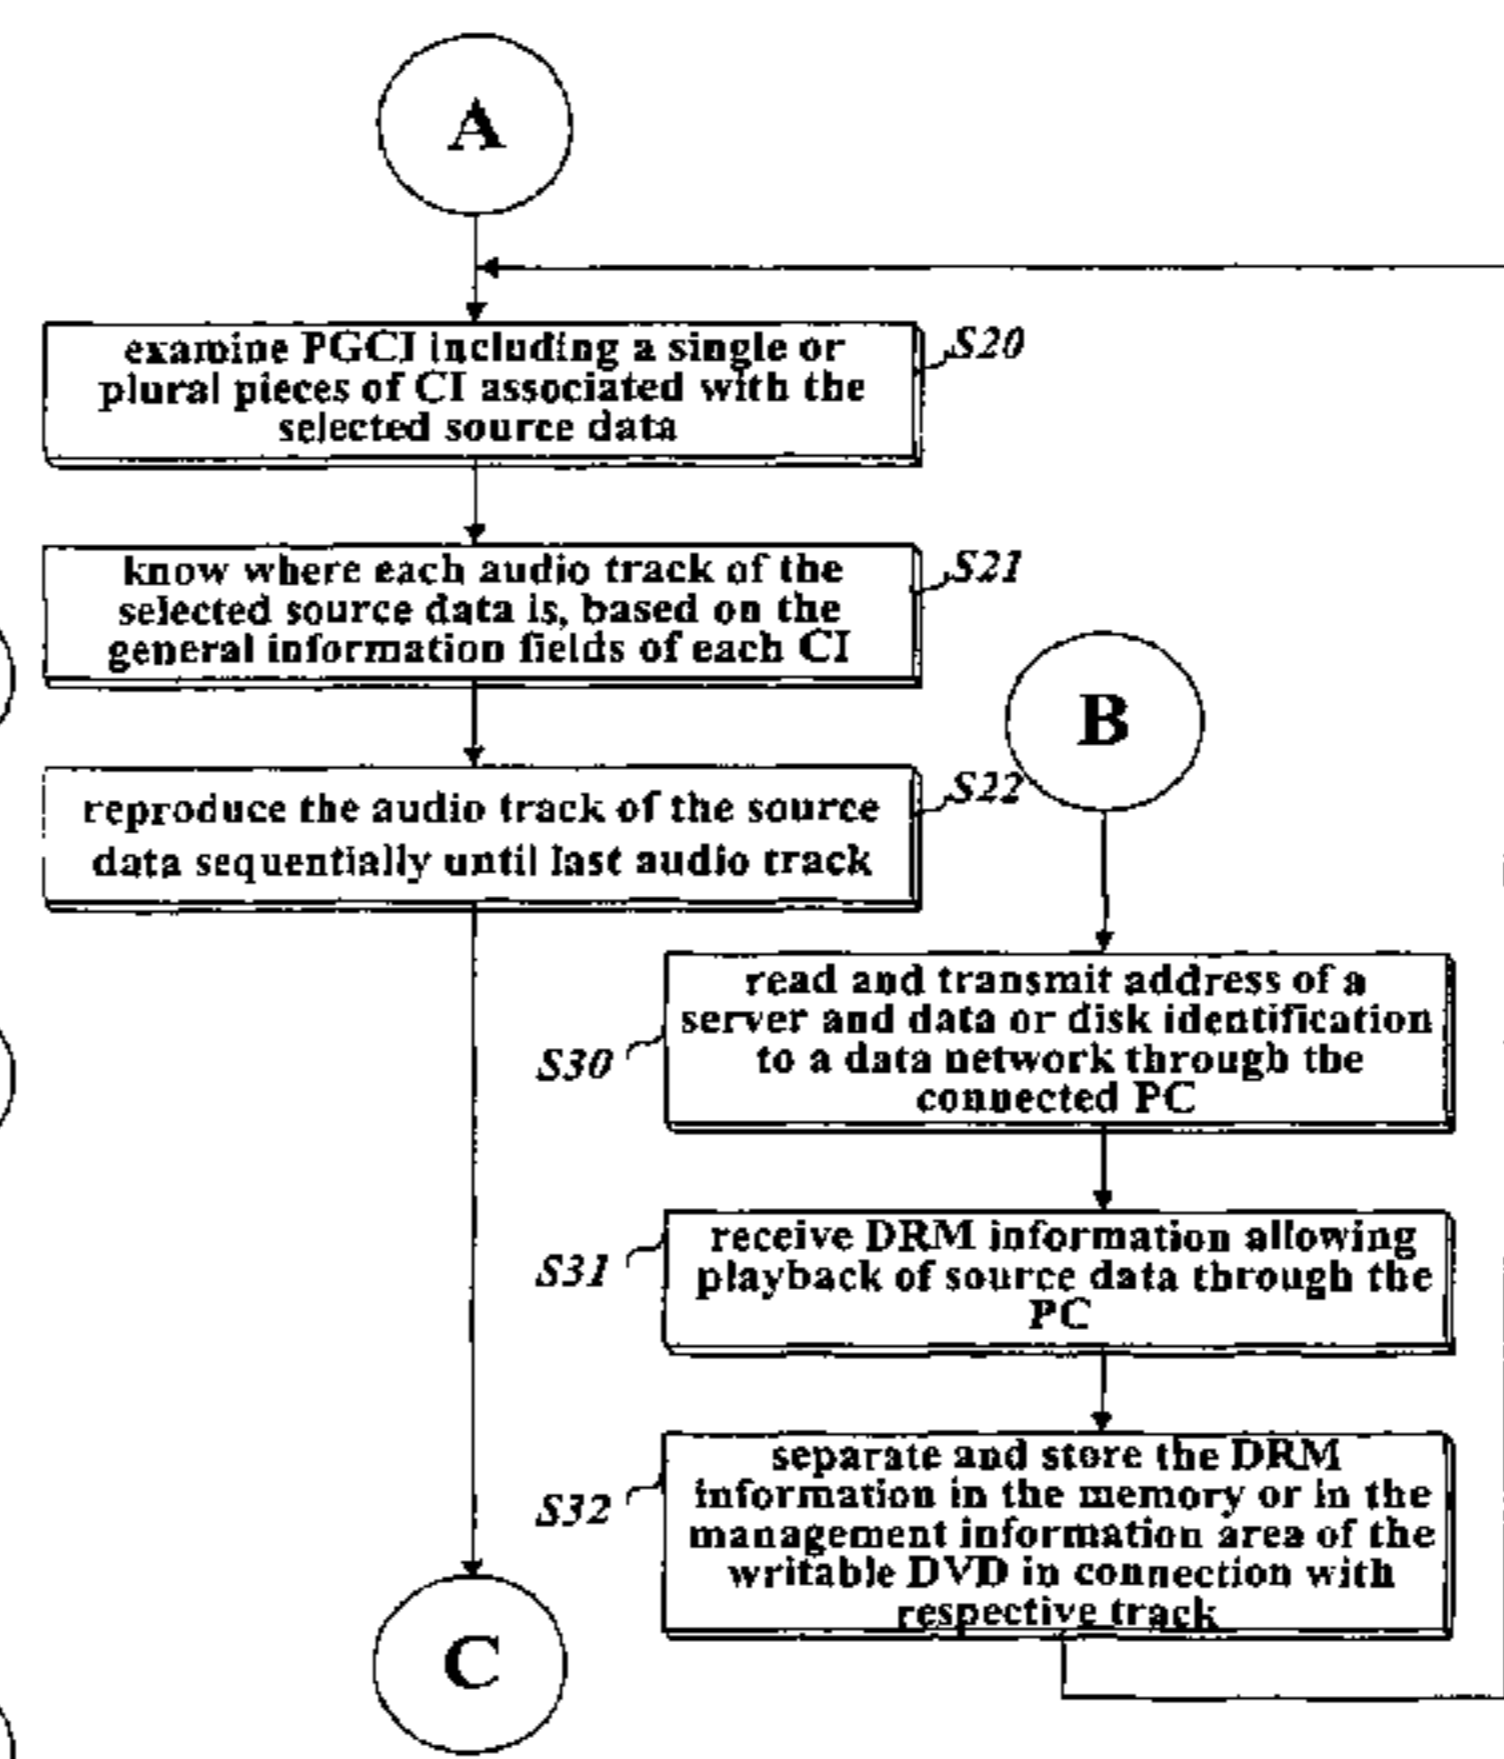 A
examine PGCI including a single or
plural pieces of CI associated with the
selected source data
S20
know where each audio track of the
selected source data is, based on the
general information fields of each CI
S21
reproduce the audio track of the source
data sequentially until last audio track
S22
B
read and transmit address of a
server and data or disk identification
to a data network through the
connected PC
S30
receive DRM information allowing
playback of source data through the
PC
S31
separate and store the DRM
information in the memory or in the
management information area of the
writable DVD in connection with
respective track
S32
C